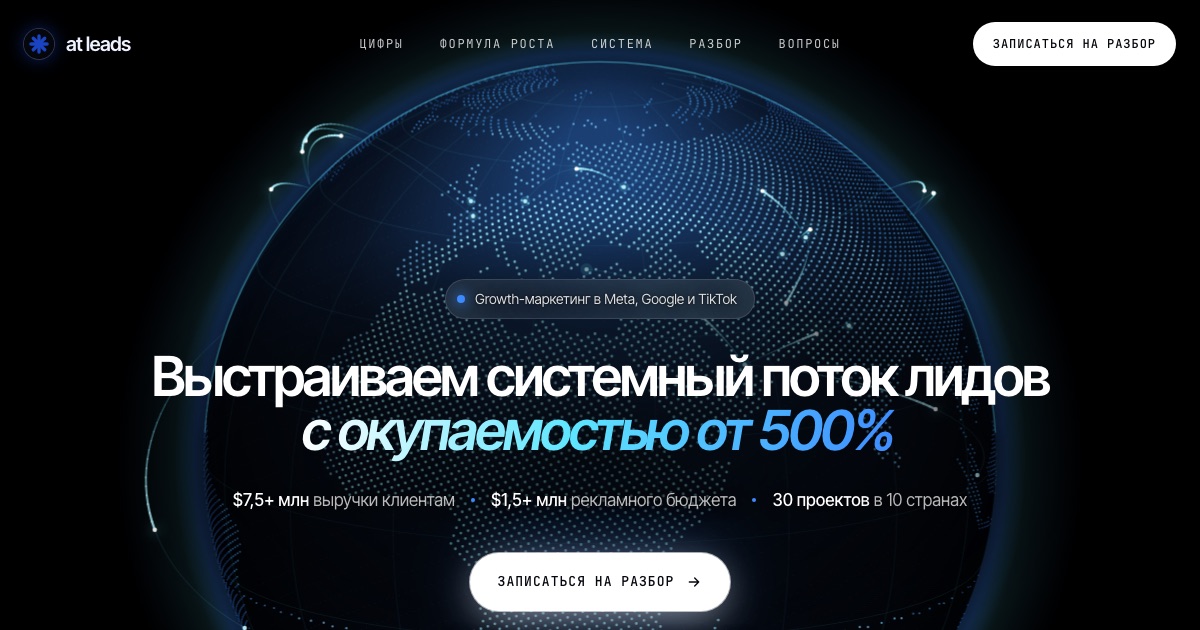 at leads
ЦИФРЫ
ФОРМУЛА РОСТА
СИСТЕМА
РАЗБОР
ВОПРОСЫ
ЗАПИСАТЬСЯ НА РАЗБОР
Growth-маркетинг в Meta, Google и TikTok
Выстраиваем системный поток лидов
с окупаемостью от 500%
$7,5+ млн выручки клиентам • $1,5+ млн рекламного бюджета • 30 проектов в 10 странах
ЗАПИСАТЬСЯ НА РАЗБОР →